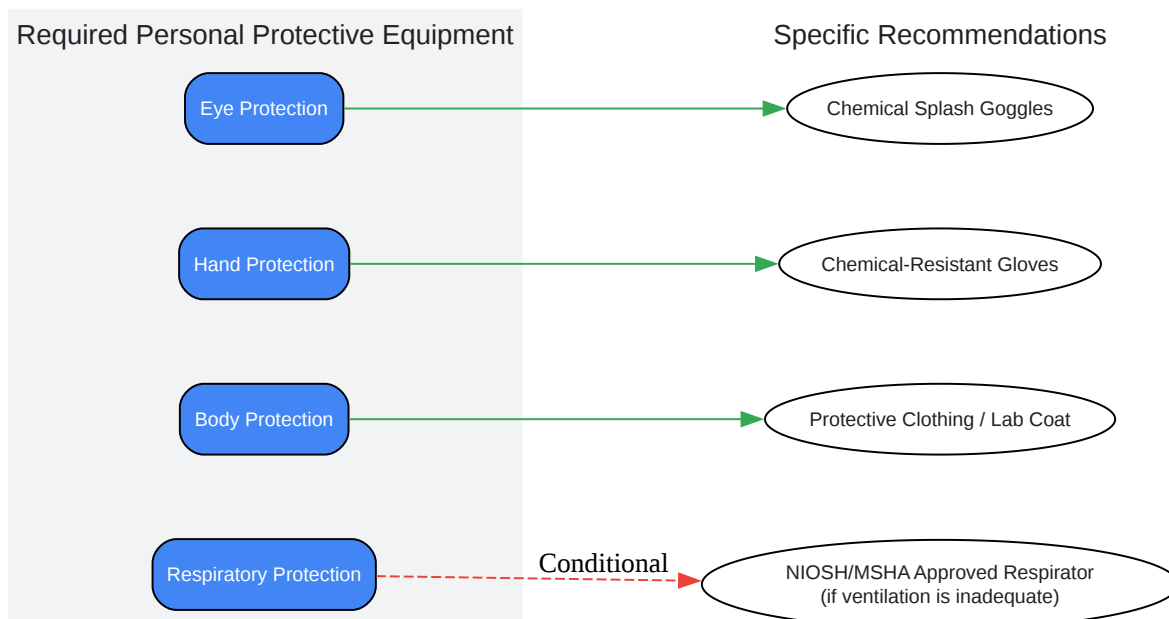 Required Personal Protective Equipment
Specific Recommendations
Eye Protection
Chemical Splash Goggles
Hand Protection
Chemical-Resistant Gloves
Body Protection
Protective Clothing / Lab Coat
Respiratory Protection
Conditional
NIOSH/MSHA Approved Respirator
(if ventilation is inadequate)